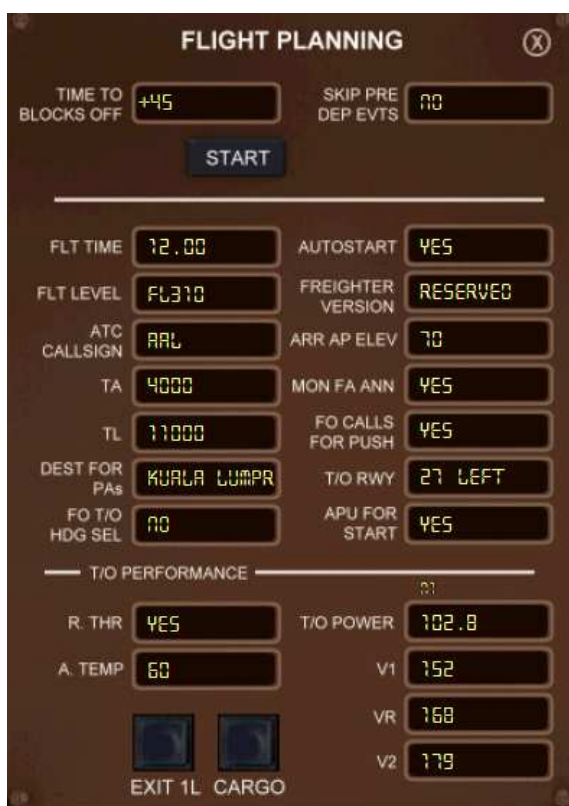 FLIGHT PLANNING
X
TIME TO BLOCKS OFF +45 SKIP PRE DEP EVTS NO
START
FLT TIME 12.00 AUTOSTART YES
FLT LEVEL FL310 FREIGHTER VERSION RESERVED
ATC CALLSIGN AAL ARR AP ELEV 70
TA 4000 MON FA ANN YES
TL 11000 FO CALLS FOR PUSH YES
DEST FOR PAs KUALA LUMPR T/O RWY 27 LEFT
FO T/O HDG SEL NO APU FOR START YES
T/O PERFORMANCE
N1
R. THR YES T/O POWER 102.8
A. TEMP 60 V1 152
VR 168
V2 179
EXIT 1L CARGO